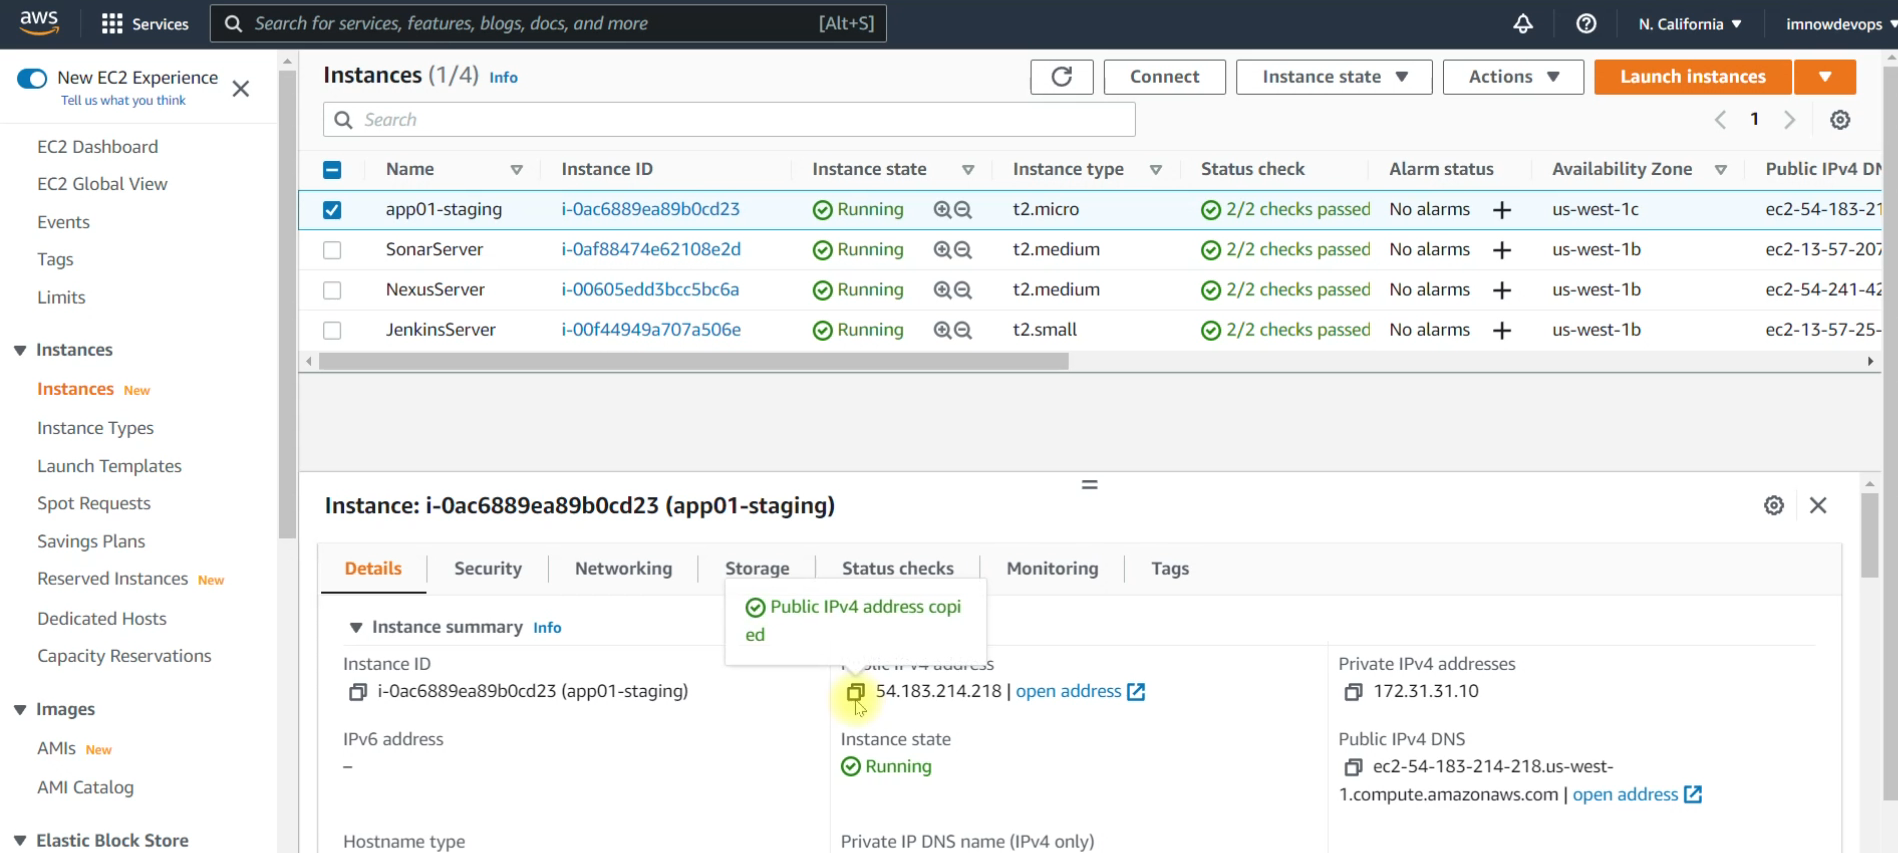 aws
Services
Search for services, features, blogs, docs, and more [Alt+S]
N. California
imnowdevops
New EC2 Experience
Tell us what you think
EC2 Dashboard
EC2 Global View
Events
Tags
Limits
Instances
Instances New
Instance Types
Launch Templates
Spot Requests
Savings Plans
Reserved Instances New
Dedicated Hosts
Capacity Reservations
Images
AMIs New
AMI Catalog
Elastic Block Store
Instances (1/4) Info
Connect
Instance state
Actions
Launch instances
Search
1
Name Instance ID Instance state Instance type Status check Alarm status Availability Zone Public IPv4 DN
app01-staging i-0ac6889ea89b0cd23 Running t2.micro 2/2 checks passed No alarms + us-west-1c ec2-54-183-21
SonarServer i-0af88474e62108e2d Running t2.medium 2/2 checks passed No alarms + us-west-1b ec2-13-57-207
NexusServer i-00605edd3bcc5bc6a Running t2.medium 2/2 checks passed No alarms + us-west-1b ec2-54-241-42
JenkinsServer i-00f44949a707a506e Running t2.small 2/2 checks passed No alarms + us-west-1b ec2-13-57-25-
Instance: i-0ac6889ea89b0cd23 (app01-staging)
Details Security Networking Storage Status checks Monitoring Tags
Public IPv4 address copi
ed
Instance summary Info
Instance ID
i-0ac6889ea89b0cd23 (app01-staging)
54.183.214.218 | open address
Private IPv4 addresses
172.31.31.10
IPv6 address
–
Instance state
Running
Public IPv4 DNS
ec2-54-183-214-218.us-west-
1.compute.amazonaws.com | open address
Hostname type
Private IP DNS name (IPv4 only)